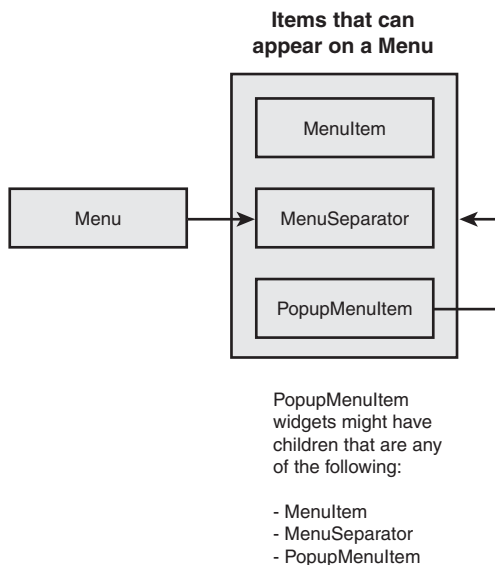 Items that can
appear on a Menu
MenuItem
Menu
MenuSeparator
PopupMenuItem
PopupMenuItem
widgets might have
children that are any
of the following:
- MenuItem
- MenuSeparator
- PopupMenuItem